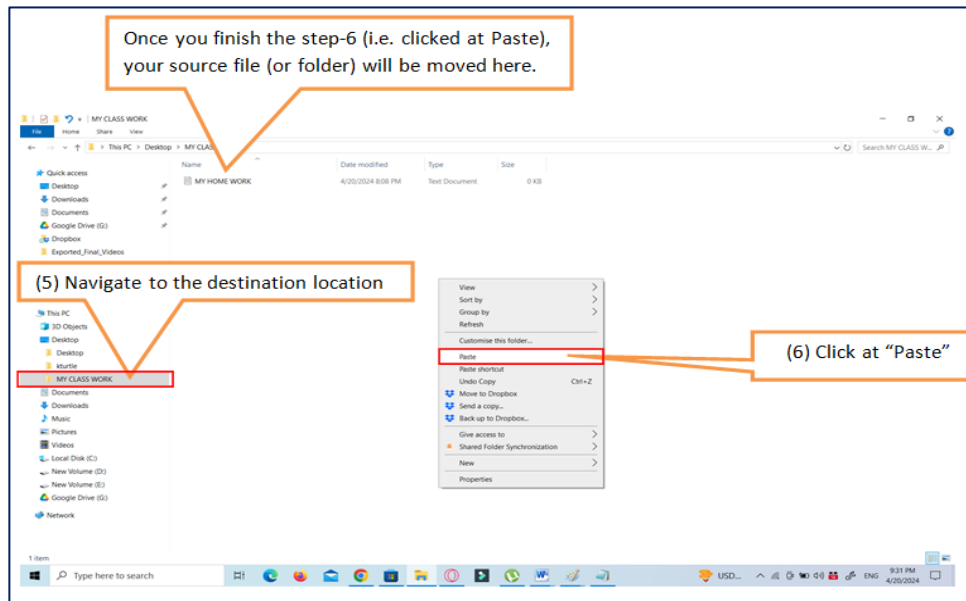 Once you finish the step-6 (i.e. clicked at Paste),
your source file (or folder) will be moved here.
MY CLASS WORK
File Home Share View
This PC > Desktop > MY CLAS
Search MY CLASS W...
Name Date modified Type Size
MY HOME WORK 4/20/2024 8:08 PM Text Document 0 KB
Quick access
Desktop
Downloads
Documents
Google Drive (G:)
Dropbox
Exported_Final_Videos
(5) Navigate to the destination location
This PC
3D Objects
Desktop
Desktop
kturtle
MY CLASS WORK
Documents
Downloads
Music
Pictures
Videos
Local Disk (C:)
New Volume (D:)
New Volume (E:)
Google Drive (G:)
Network
View
Sort by
Group by
Refresh
Customise this folder...
Paste
Paste shortcut
Undo Copy Ctrl+Z
Move to Dropbox
Send a copy...
Back up to Dropbox...
Give access to
Shared Folder Synchronization
New
Properties
(6) Click at “Paste”
1 item
Type here to search
USD...
ENG
9:31 PM
4/20/2024